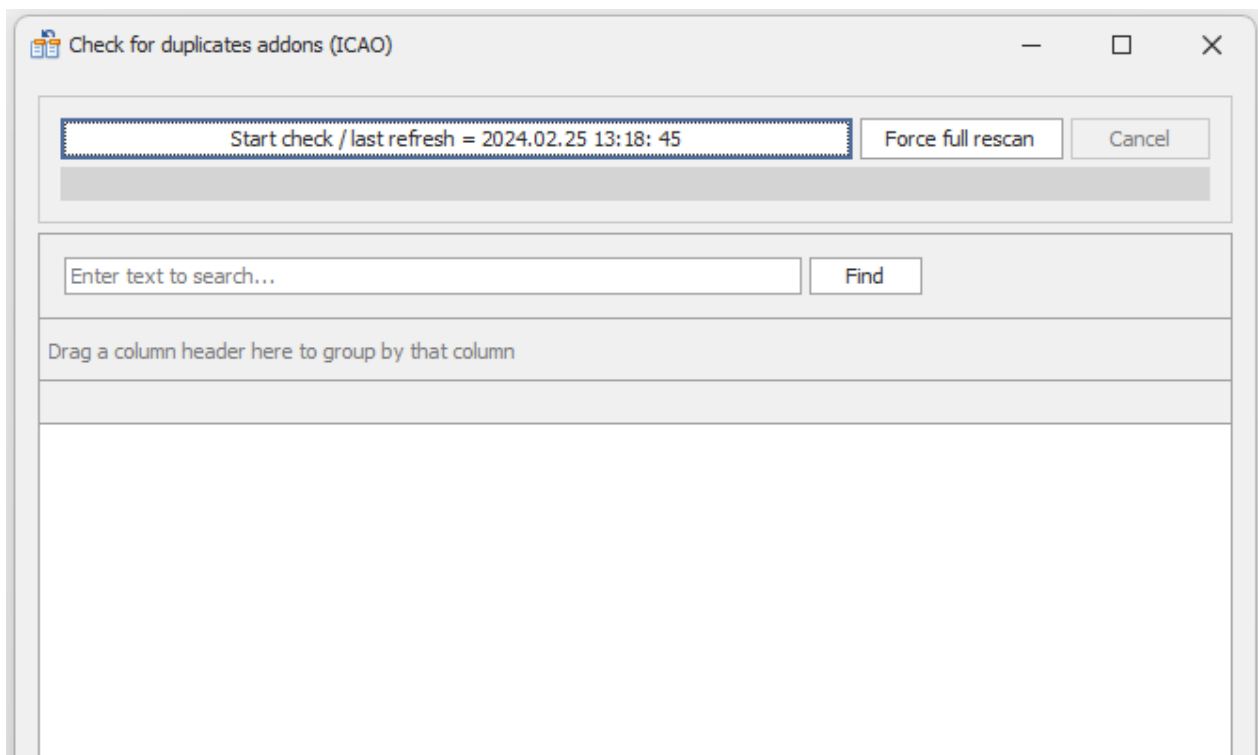 Check for duplicates addons (ICAO)
Start check / last refresh = 2024.02.25 13:18: 45
Force full rescan
Cancel
Enter text to search...
Find
Drag a column header here to group by that column